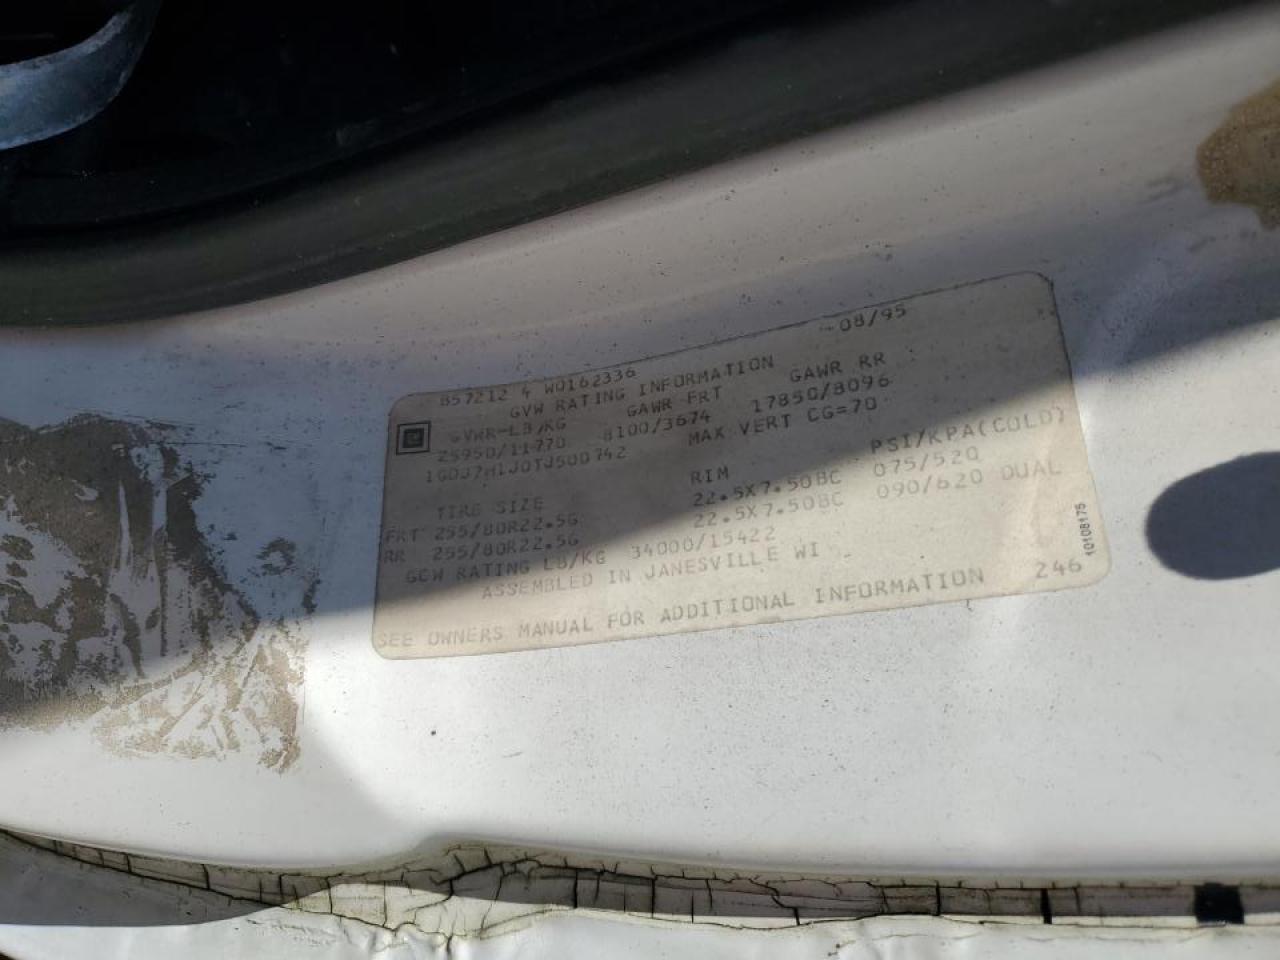 857212 4 W0162336 08/95
GVW RATING INFORMATION
GVWR-LB/KG GAWR FRT GAWR RR
25950/11770 8100/3674 17850/8096
1GDJ7H1J0TJ500742 MAX VERT CG=70
TIRE SIZE RIM PSI/KPA(COLD)
FRT 255/80R22.5G 22.5X7.50BC 075/520
RR 255/80R22.5G 22.5X7.50BC 090/620 DUAL
GCW RATING LB/KG 34000/15422
ASSEMBLED IN JANESVILLE WI
SEE OWNERS MANUAL FOR ADDITIONAL INFORMATION 246
10108175
GM